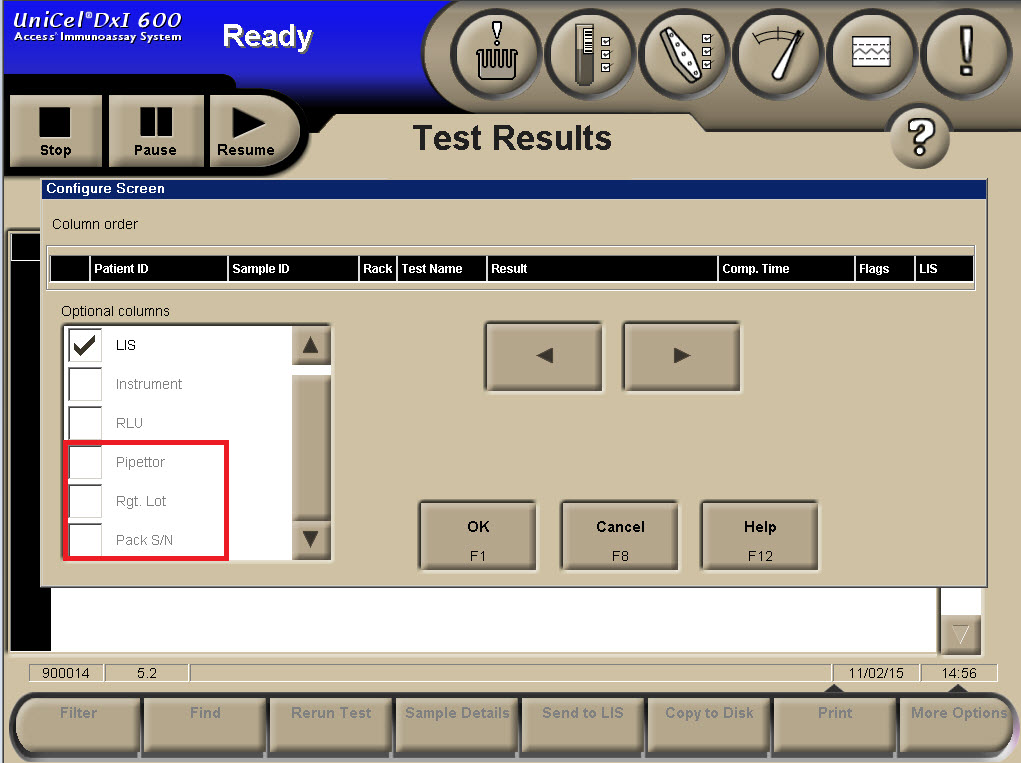 UniCel® DxI 600
Access® Immunoassay System
Ready
Stop
Pause
Resume
Test Results
?
Configure Screen
Column order
Patient ID Sample ID Rack Test Name Result Comp. Time Flags LIS
Optional columns
LIS
Instrument
RLU
Pipettor
Rgt. Lot
Pack S/N
OK
F1
Cancel
F8
Help
F12
900014 5.2 11/02/15 14:56
Filter Find Rerun Test Sample Details Send to LIS Copy to Disk Print More Options